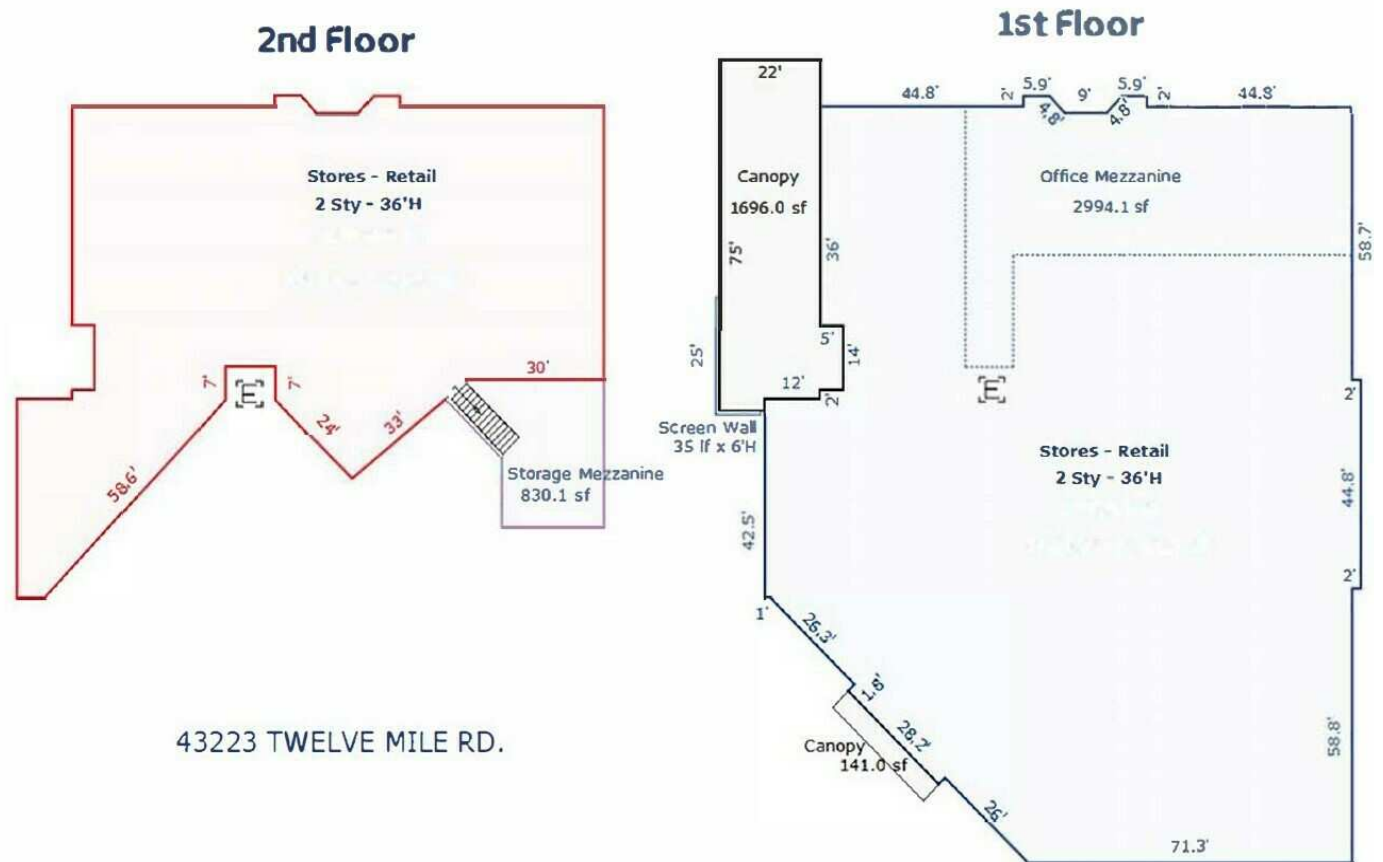 2nd Floor
Stores - Retail
2 Sty - 36'H
30'
7'
7'
24'
33'
58.6'
Storage Mezzanine
830.1 sf
43223 TWELVE MILE RD.
1st Floor
22'
44.8'
2'
5.9'
4.8'
9'
4.8'
5.9'
2'
44.8'
Canopy
1696.0 sf
75'
36'
Office Mezzanine
2994.1 sf
58.7'
25'
5'
14'
12'
2'
2'
Screen Wall
35 lf x 6'H
Stores - Retail
2 Sty - 36'H
44.8'
42.5'
2'
1'
26.3'
1.8'
28.2'
Canopy
141.0 sf
58.8'
26'
71.3'